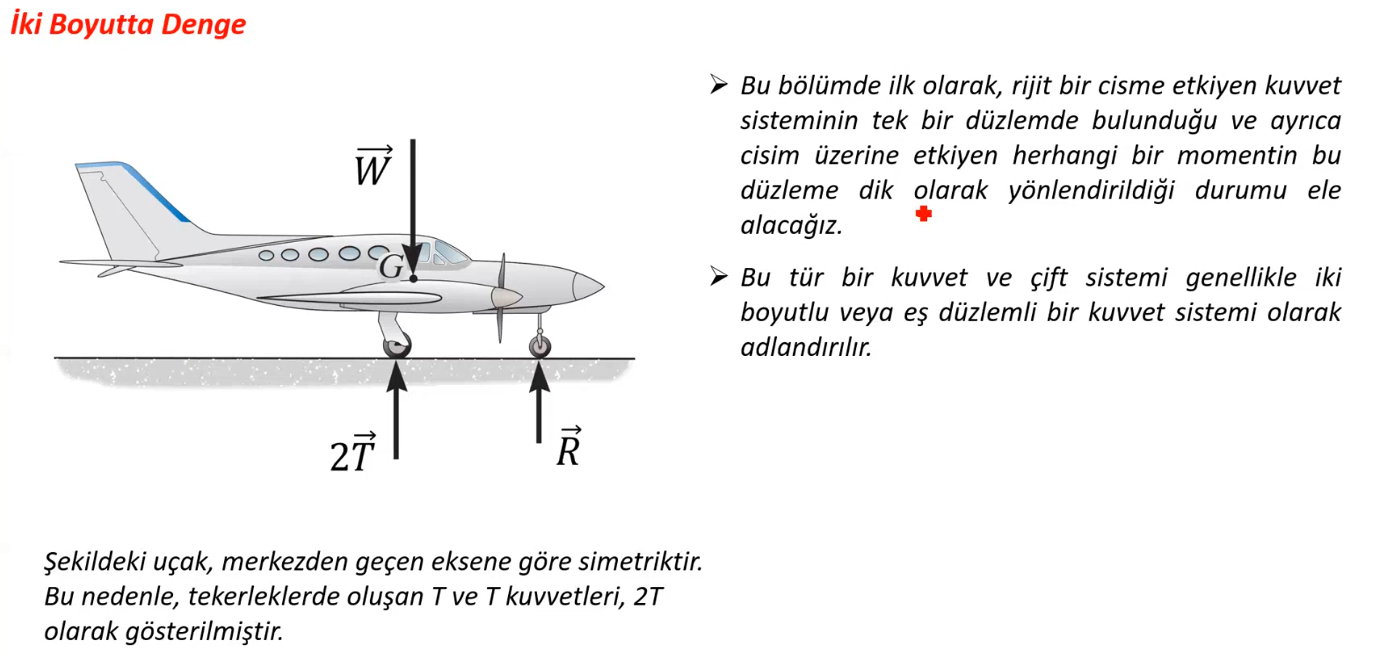 İki Boyutta Denge
Bu bölümde ilk olarak, rijit bir cisme etkiyen kuvvet
sisteminin tek bir düzlemde bulunduğu ve ayrıca
cisim üzerine etkiyen herhangi bir momentin bu
düzleme dik olarak yönlendirildiği durumu ele
alacağız.
Bu tür bir kuvvet ve çift sistemi genellikle iki
boyutlu veya eş düzlemli bir kuvvet sistemi olarak
adlandırılır.
W
G
2T
R
Şekildeki uçak, merkezden geçen eksene göre simetriktir.
Bu nedenle, tekerleklerde oluşan T ve T kuvvetleri, 2T
olarak gösterilmiştir.